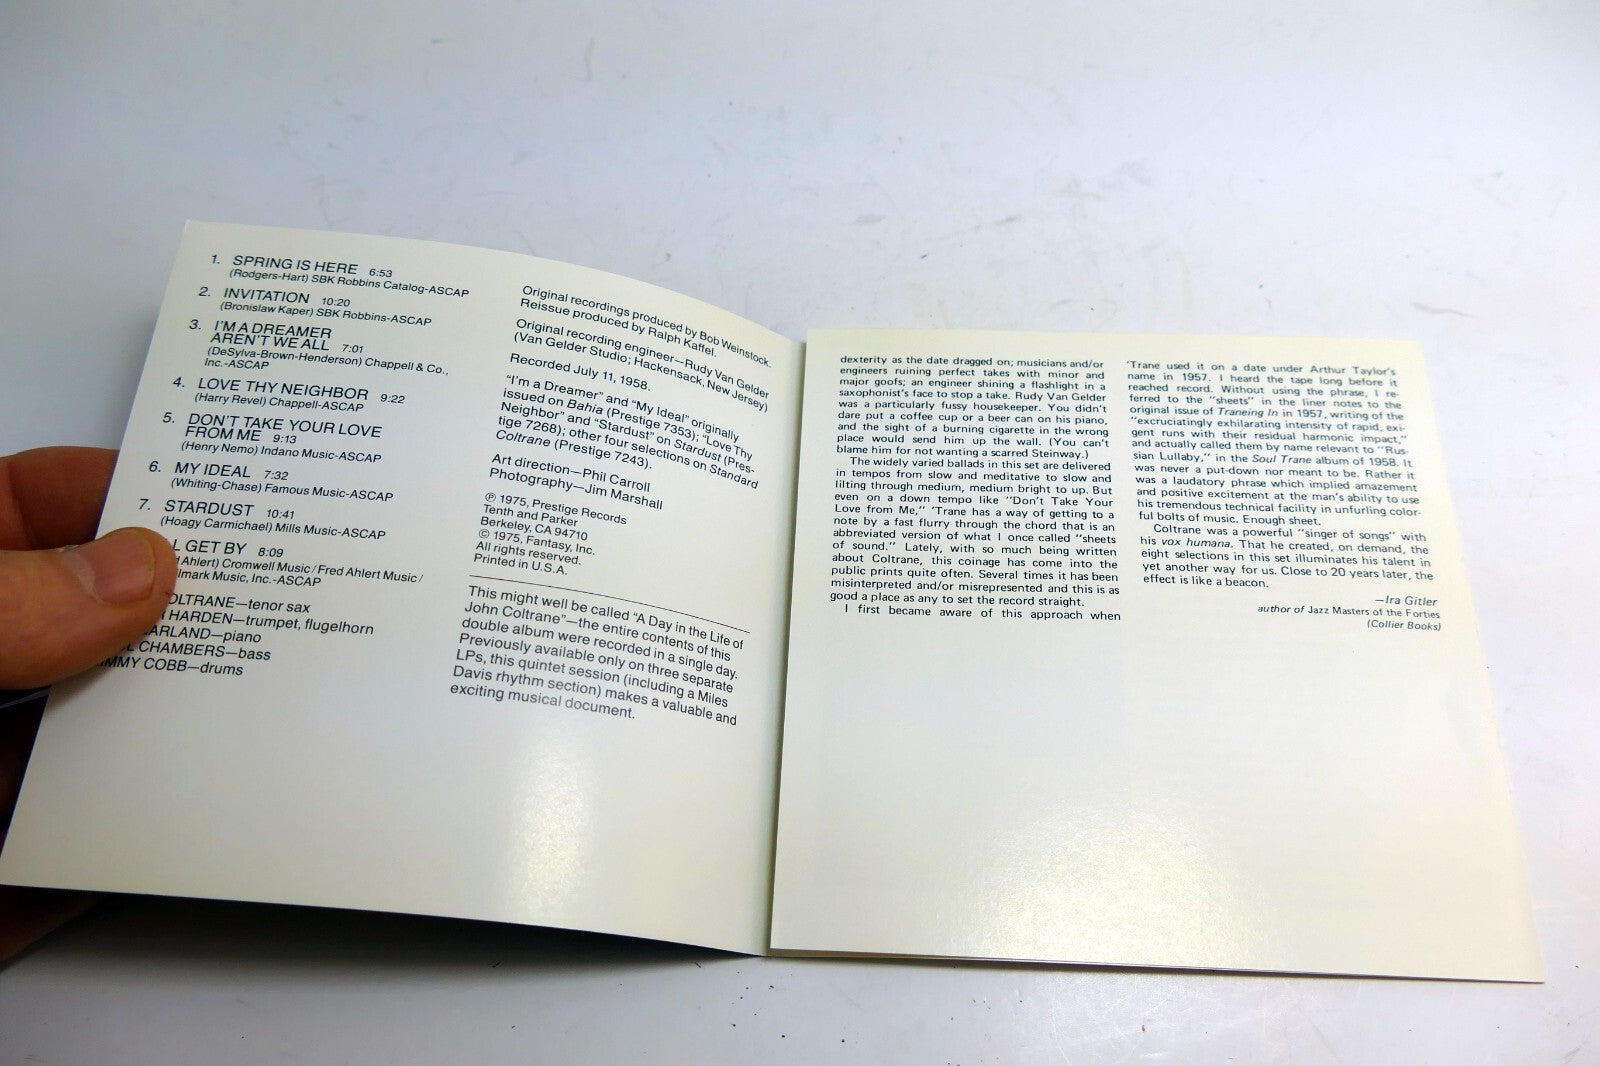 1. SPRING IS HERE 6:53
(Rodgers-Hart) SBK Robbins Catalog-ASCAP
2. INVITATION 10:20
(Bronislaw Kaper) SBK Robbins-ASCAP
3. I'M A DREAMER
AREN'T WE ALL 7:01
(DeSylva-Brown-Henderson) Chappell & Co.,
Inc.-ASCAP
4. LOVE THY NEIGHBOR 9:22
(Harry Revel) Chappell-ASCAP
5. DON'T TAKE YOUR LOVE
FROM ME 9:13
(Henry Nemo) Indano Music-ASCAP
6. MY IDEAL 7:32
(Whiting-Chase) Famous Music-ASCAP
7. STARDUST 10:41
(Hoagy Carmichael) Mills Music-ASCAP
L GET BY 8:09
Ahlert) Cromwell Music/Fred Ahlert Music/
lmark Music, Inc.-ASCAP
OLTRANE—tenor sax
HARDEN—trumpet, flugelhorn
ARLAND—piano
L CHAMBERS—bass
MMY COBB—drums
Original recordings produced by Bob Weinstock.
Reissue produced by Ralph Kaffel.
Original recording engineer—Rudy Van Gelder
(Van Gelder Studio; Hackensack, New Jersey)
Recorded July 11, 1958.
"I'm a Dreamer" and "My Ideal" originally
issued on Bahia (Prestige 7353); "Love Thy
Neighbor" and "Stardust" on Stardust (Pres-
tige 7268); other four selections on Standard
Coltrane (Prestige 7243).
Art direction—Phil Carroll
Photography—Jim Marshall
℗ 1975, Prestige Records
Tenth and Parker
Berkeley, CA 94710
© 1975, Fantasy, Inc.
All rights reserved.
Printed in U.S.A.
This might well be called "A Day in the Life of
John Coltrane"—the entire contents of this
double album were recorded in a single day.
Previously available only on three separate
LPs, this quintet session (including a Miles
Davis rhythm section) makes a valuable and
exciting musical document.
dexterity as the date dragged on; musicians and/or
engineers ruining perfect takes with minor and
major goofs; an engineer shining a flashlight in a
saxophonist's face to stop a take. Rudy Van Gelder
was a particularly fussy housekeeper. You didn't
dare put a coffee cup or a beer can on his piano,
and the sight of a burning cigarette in the wrong
place would send him up the wall. (You can't
blame him for not wanting a scarred Steinway.)
The widely varied ballads in this set are delivered
in tempos from slow and meditative to slow and
lilting through medium, medium bright to up. But
even on a down tempo like "Don't Take Your
Love from Me," 'Trane has a way of getting to a
note by a fast flurry through the chord that is an
abbreviated version of what I once called "sheets
of sound." Lately, with so much being written
about Coltrane, this coinage has come into the
public prints quite often. Several times it has been
misinterpreted and/or misrepresented and this is as
good a place as any to set the record straight.
I first became aware of this approach when
'Trane used it on a date under Arthur Taylor's
name in 1957. I heard the tape long before it
reached record. Without using the phrase, I re-
ferred to the "sheets" in the liner notes to the
original issue of Traneing In in 1957, writing of the
"excruciatingly exhilarating intensity of rapid, exi-
gent runs with their residual harmonic impact,"
and actually called them by name relevant to "Rus-
sian Lullaby," in the Soul Trane album of 1958. It
was never a put-down nor meant to be. Rather it
was a laudatory phrase which implied amazement
and positive excitement at the man's ability to use
his tremendous technical facility in unfurling color-
ful bolts of music. Enough sheet.
Coltrane was a powerful "singer of songs" with
his vox humana. That he created, on demand, the
eight selections in this set illuminates his talent in
yet another way for us. Close to 20 years later, the
effect is like a beacon.
—Ira Gitler
author of Jazz Masters of the Forties
(Collier Books)